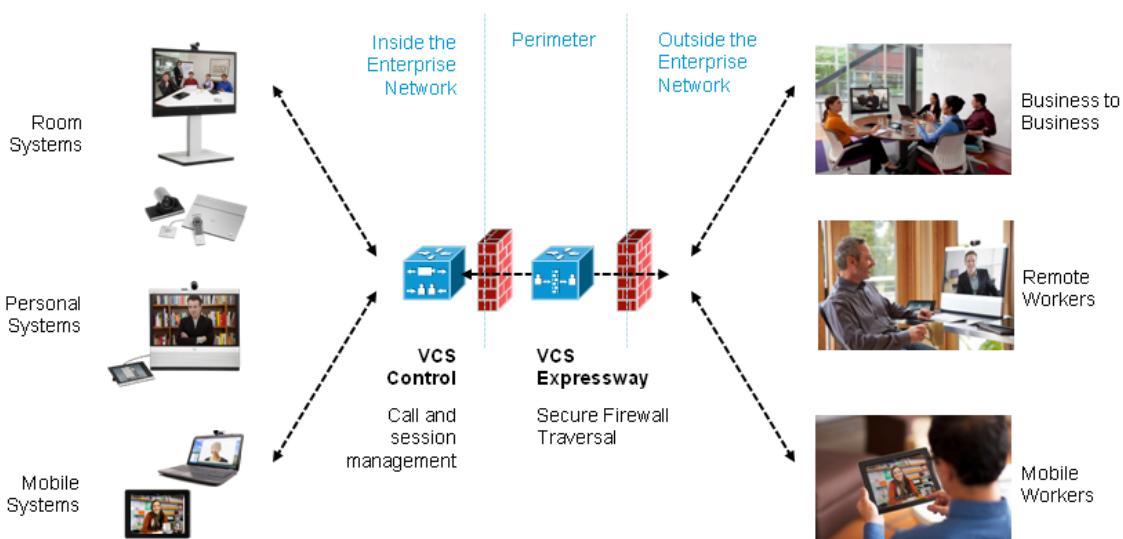 Inside the
Enterprise
Network
Perimeter
Outside the
Enterprise
Network
Room
Systems
Personal
Systems
Mobile
Systems
VCS
Control
Call and
session
management
VCS
Expressway
Secure Firewall
Traversal
Business to
Business
Remote
Workers
Mobile
Workers